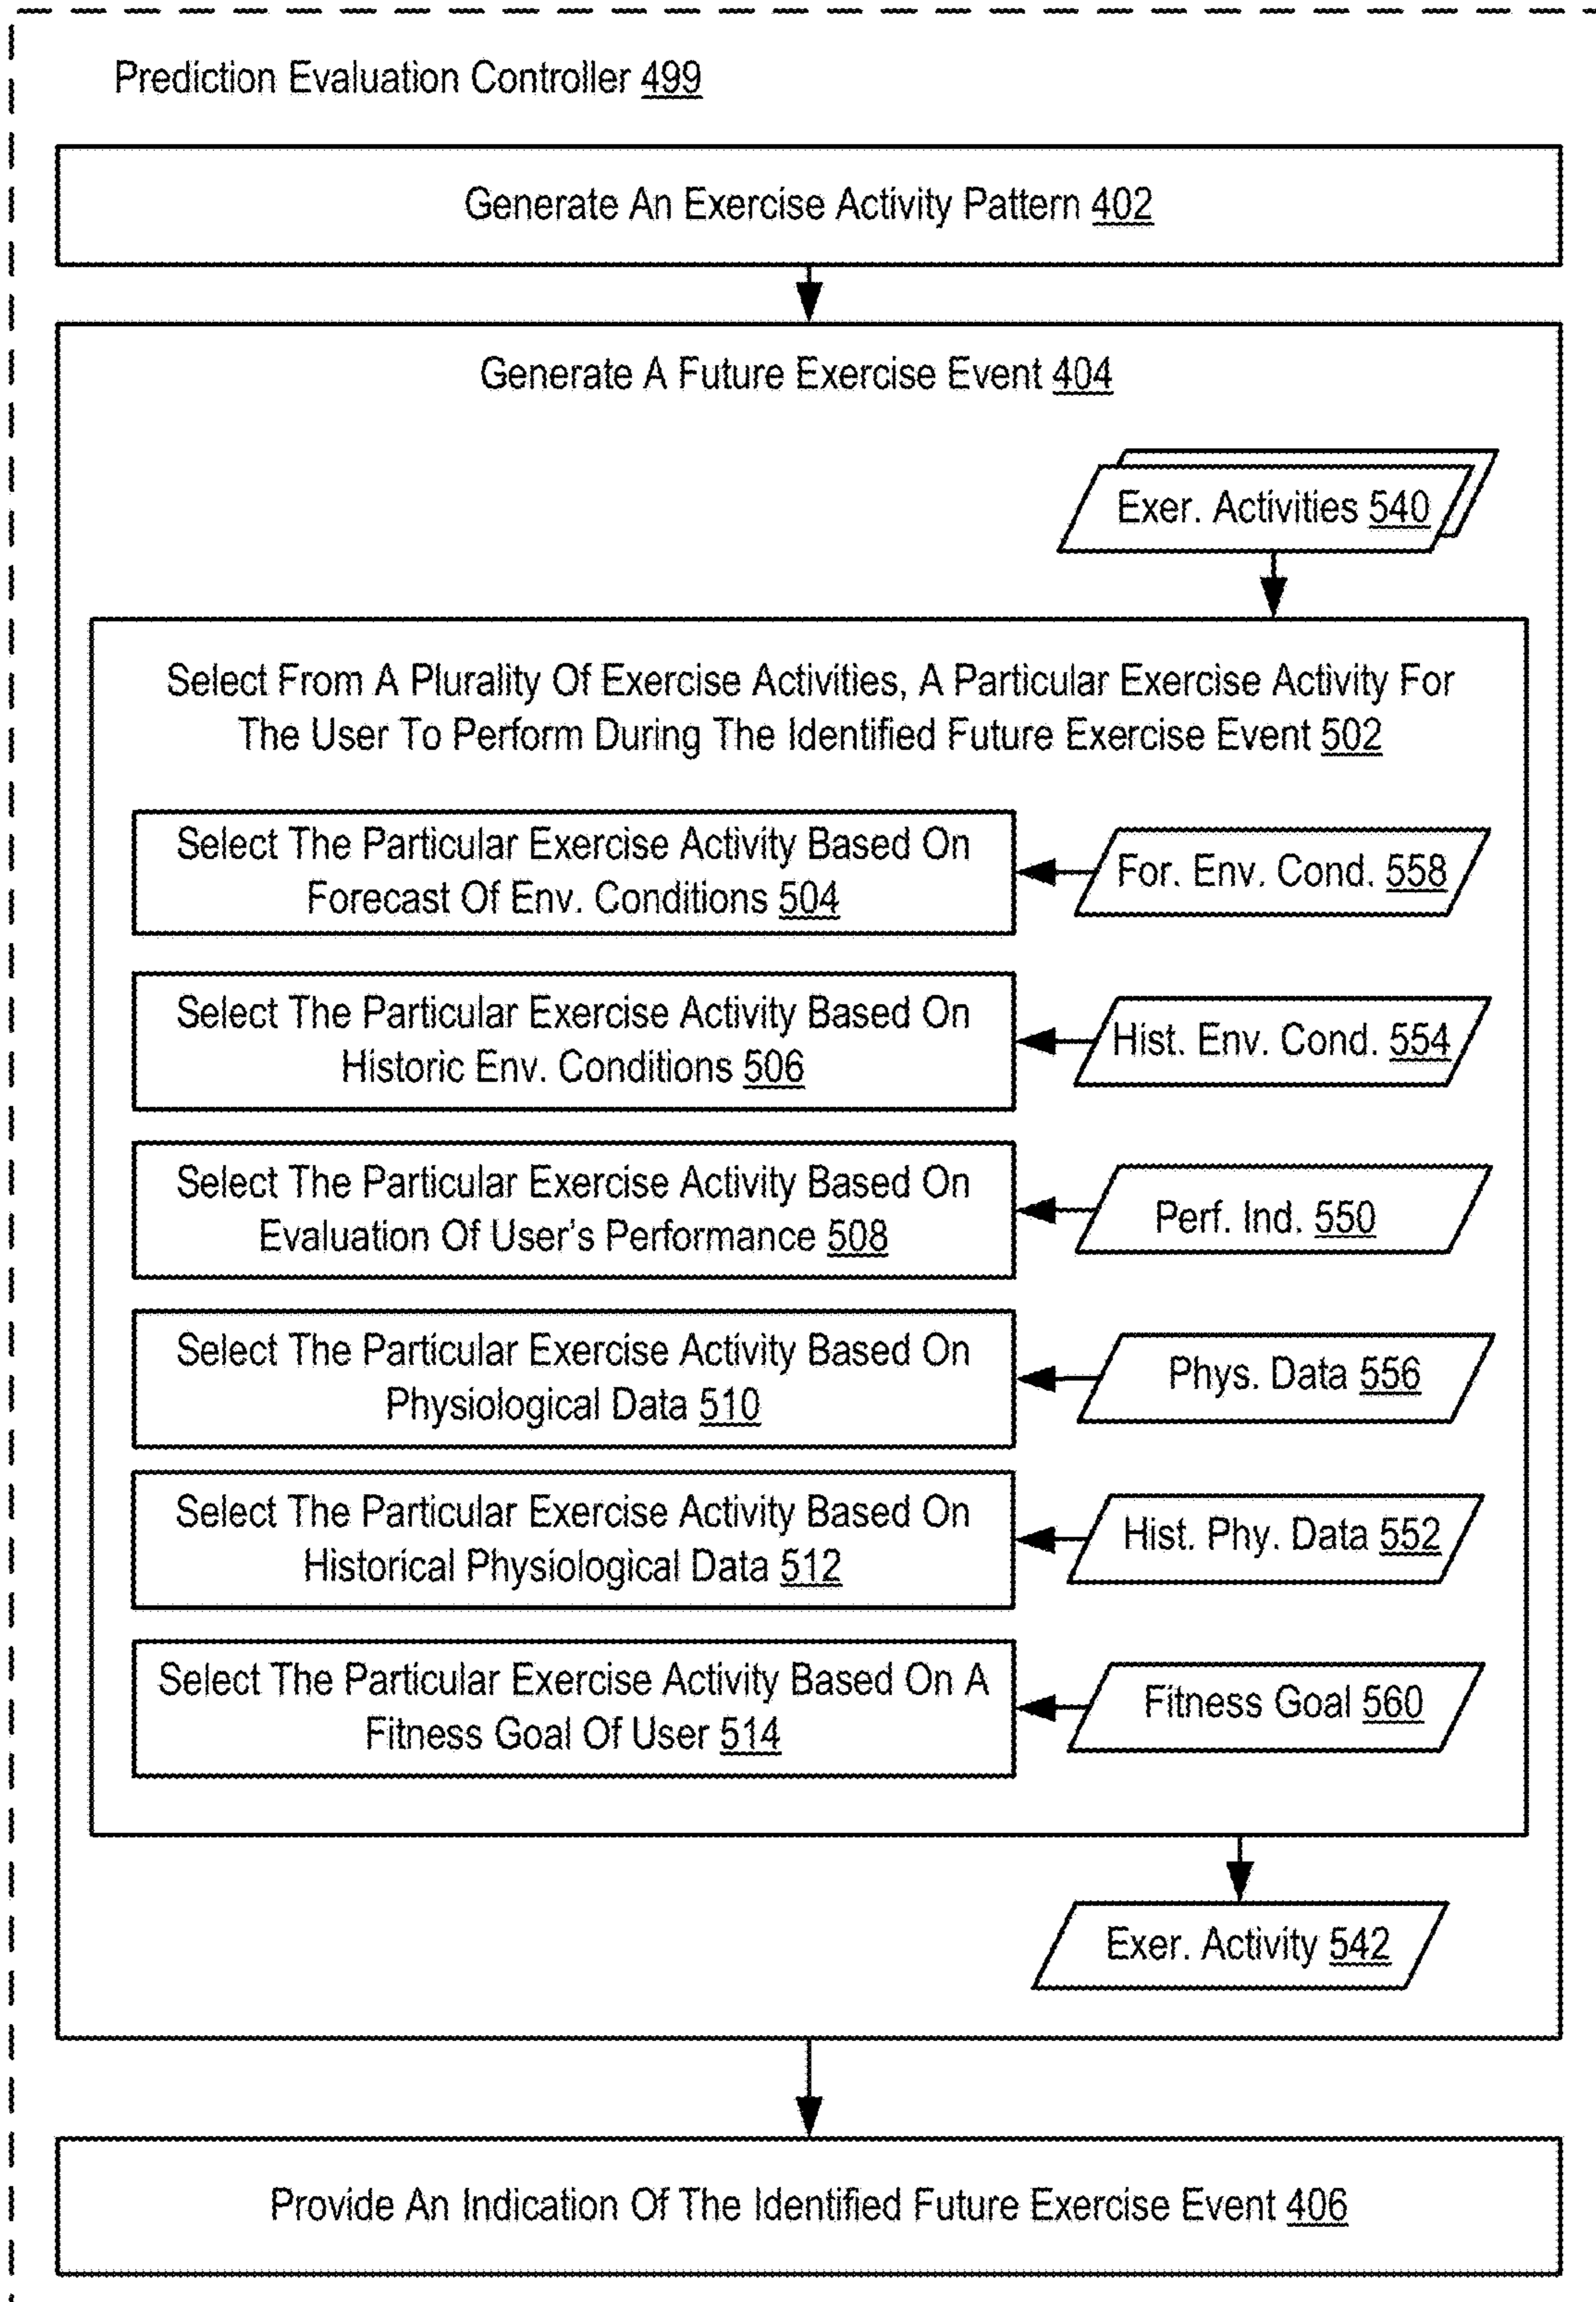 Prediction Evaluation Controller 499
Generate An Exercise Activity Pattern 402
Generate A Future Exercise Event 404
Exer. Activities 540
Select From A Plurality Of Exercise Activities, A Particular Exercise Activity For
The User To Perform During The Identified Future Exercise Event 502
Select The Particular Exercise Activity Based On
Forecast Of Env. Conditions 504
For. Env. Cond. 558
Select The Particular Exercise Activity Based On
Historic Env. Conditions 506
Hist. Env. Cond. 554
Select The Particular Exercise Activity Based On
Evaluation Of User's Performance 508
Perf. Ind. 550
Select The Particular Exercise Activity Based On
Physiological Data 510
Phys. Data 556
Select The Particular Exercise Activity Based On
Historical Physiological Data 512
Hist. Phy. Data 552
Select The Particular Exercise Activity Based On A
Fitness Goal Of User 514
Fitness Goal 560
Exer. Activity 542
Provide An Indication Of The Identified Future Exercise Event 406